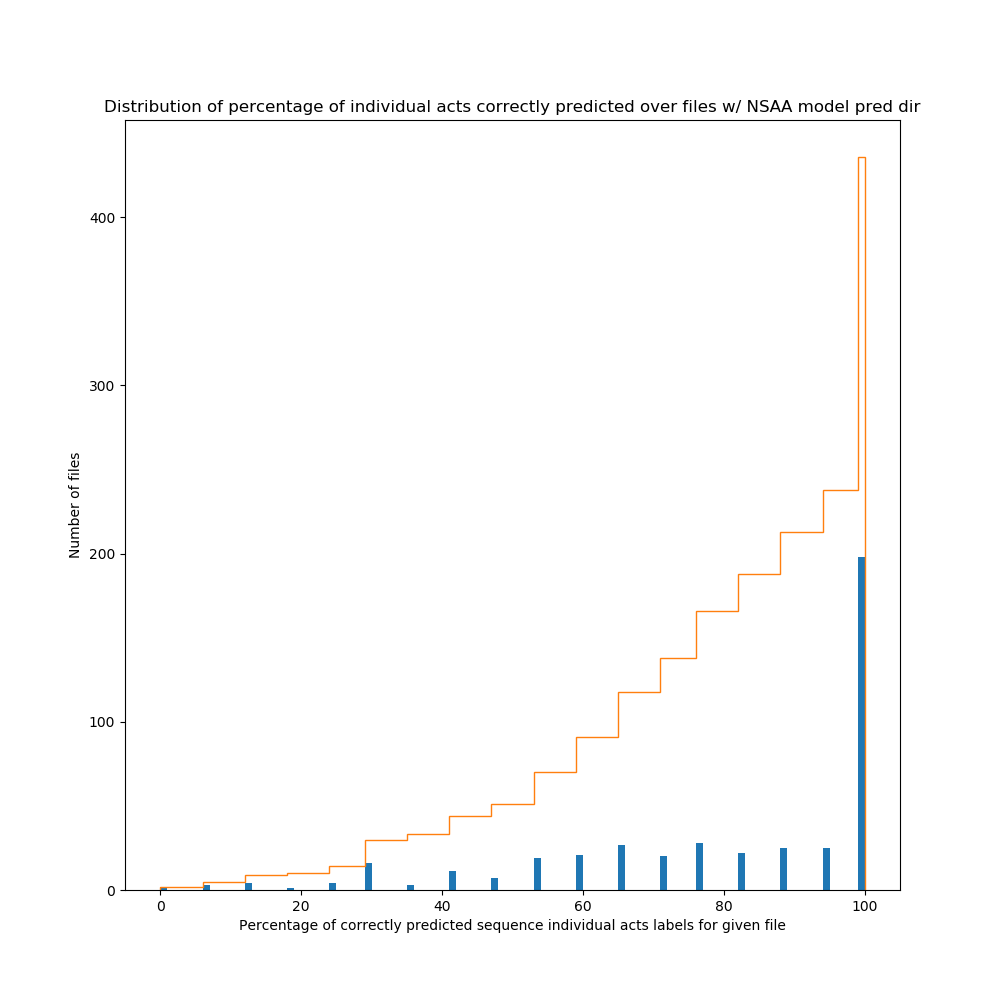 Distribution of percentage of individual acts correctly predicted over files w/ NSAA model pred dir
400
300
200
100
0
Number of files
0 20 40 60 80 100
Percentage of correctly predicted sequence individual acts labels for given file